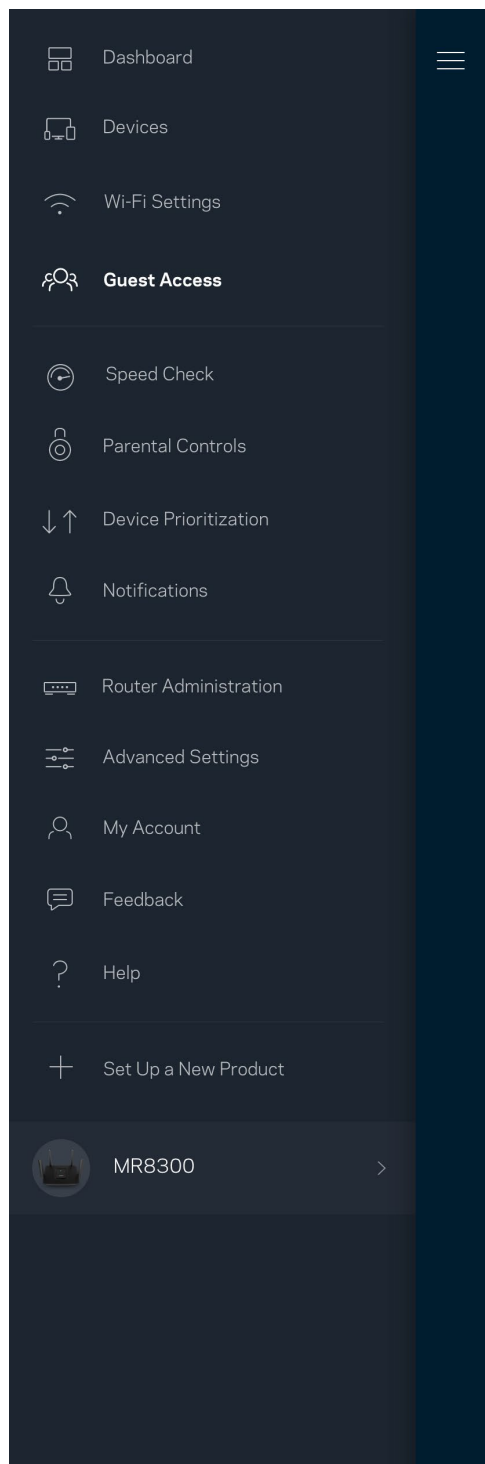 Dashboard
Devices
Wi-Fi Settings
Guest Access
Speed Check
Parental Controls
Device Prioritization
Notifications
Router Administration
Advanced Settings
My Account
Feedback
Help
Set Up a New Product
MR8300